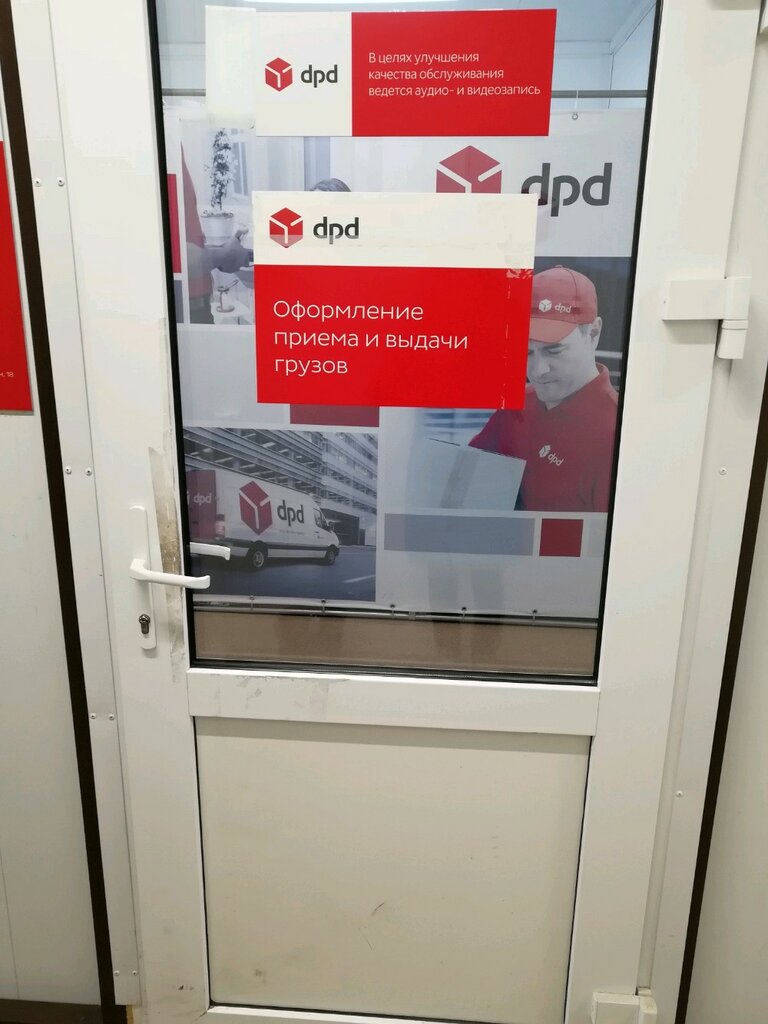 dpd
В целях улучшения
качества обслуживания
ведется аудио- и видеозапись
dpd
dpd
Оформление
приема и выдачи
грузов
dpd
dpd
dpd
dpd